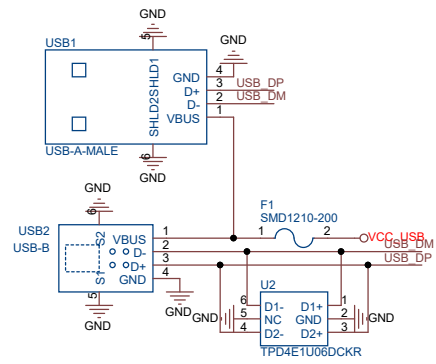 GND
5
USB1
SHLD2SHLD1
GND
GND 4
D+ 3 USB_DP
D- 2 USB_DM
VBUS 1
USB-A-MALE
6
GND
GND
6
USB2
USB-B
S2
S1
VBUS 1
D- 2
D+ 3
GND 4
5
GND
GND
F1
SMD1210-200
1 2
VCC_USB
USB_DM
USB_DP
U2
6 D1- D1+ 1
GND 5 NC GND 2 GND
4 D2- D2+ 3
TPD4E1U06DCKR